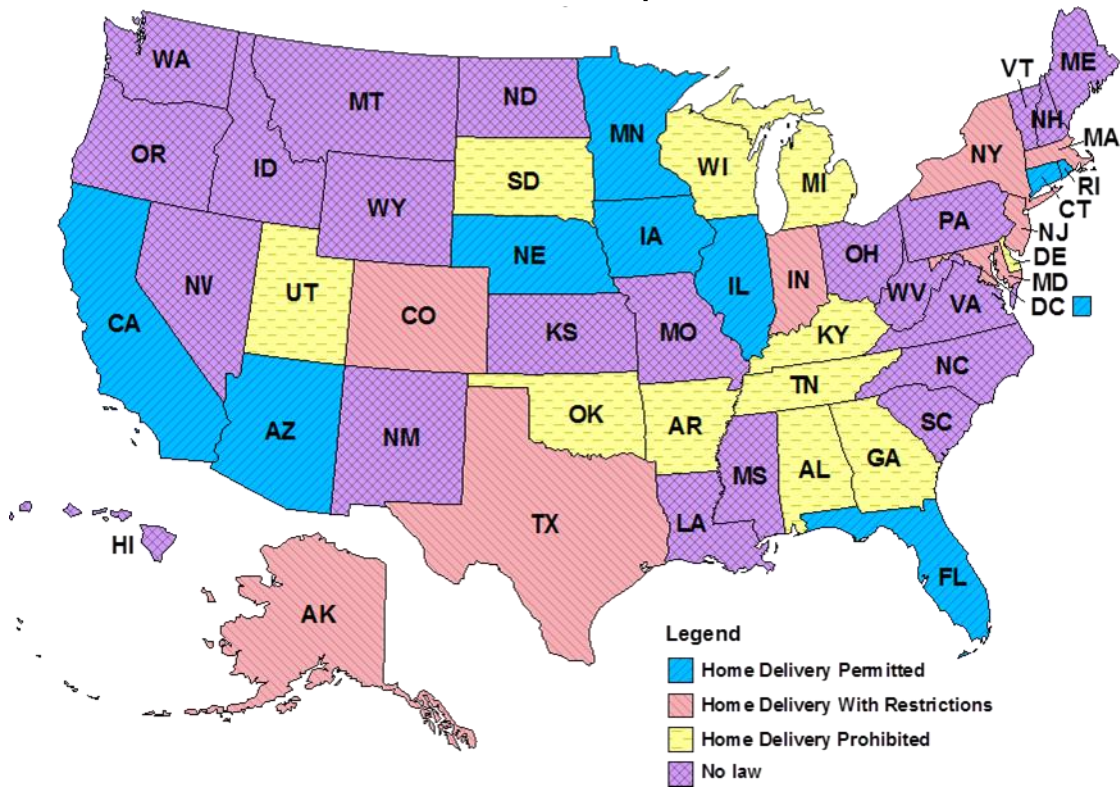 WA
MT
ND
MN
VT
ME
NH
MA
OR
ID
SD
WI
MI
NY
RI
WY
CT
PA
NJ
IA
NE
OH
DE
NV
UT
IL
IN
MD
WV
VA
DC
CA
CO
KS
MO
KY
NC
TN
OK
AR
SC
AZ
NM
GA
AL
MS
TX
LA
HI
FL
AK
Legend
Home Delivery Permitted
Home Delivery With Restrictions
Home Delivery Prohibited
No law